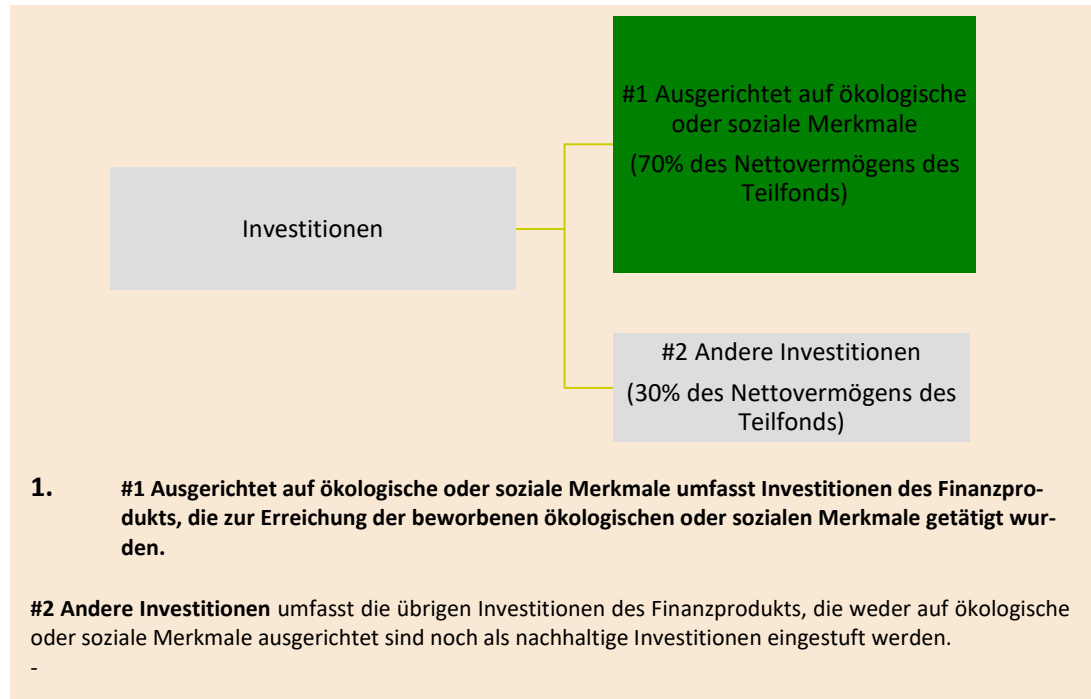 #1 Ausgerichtet auf ökologische
oder soziale Merkmale
(70% des Nettovermögens des
Teilfonds)
Investitionen
#2 Andere Investitionen
(30% des Nettovermögens des
Teilfonds)
1. #1 Ausgerichtet auf ökologische oder soziale Merkmale umfasst Investitionen des Finanzpro-
dukts, die zur Erreichung der beworbenen ökologischen oder sozialen Merkmale getätigt wur-
den.
#2 Andere Investitionen umfasst die übrigen Investitionen des Finanzprodukts, die weder auf ökologische
oder soziale Merkmale ausgerichtet sind noch als nachhaltige Investitionen eingestuft werden.
-